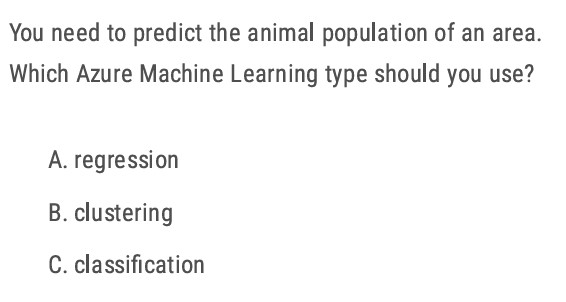 You need to predict the animal population of an area.
Which Azure Machine Learning type should you use?
A. regression
B. clustering
C. classification